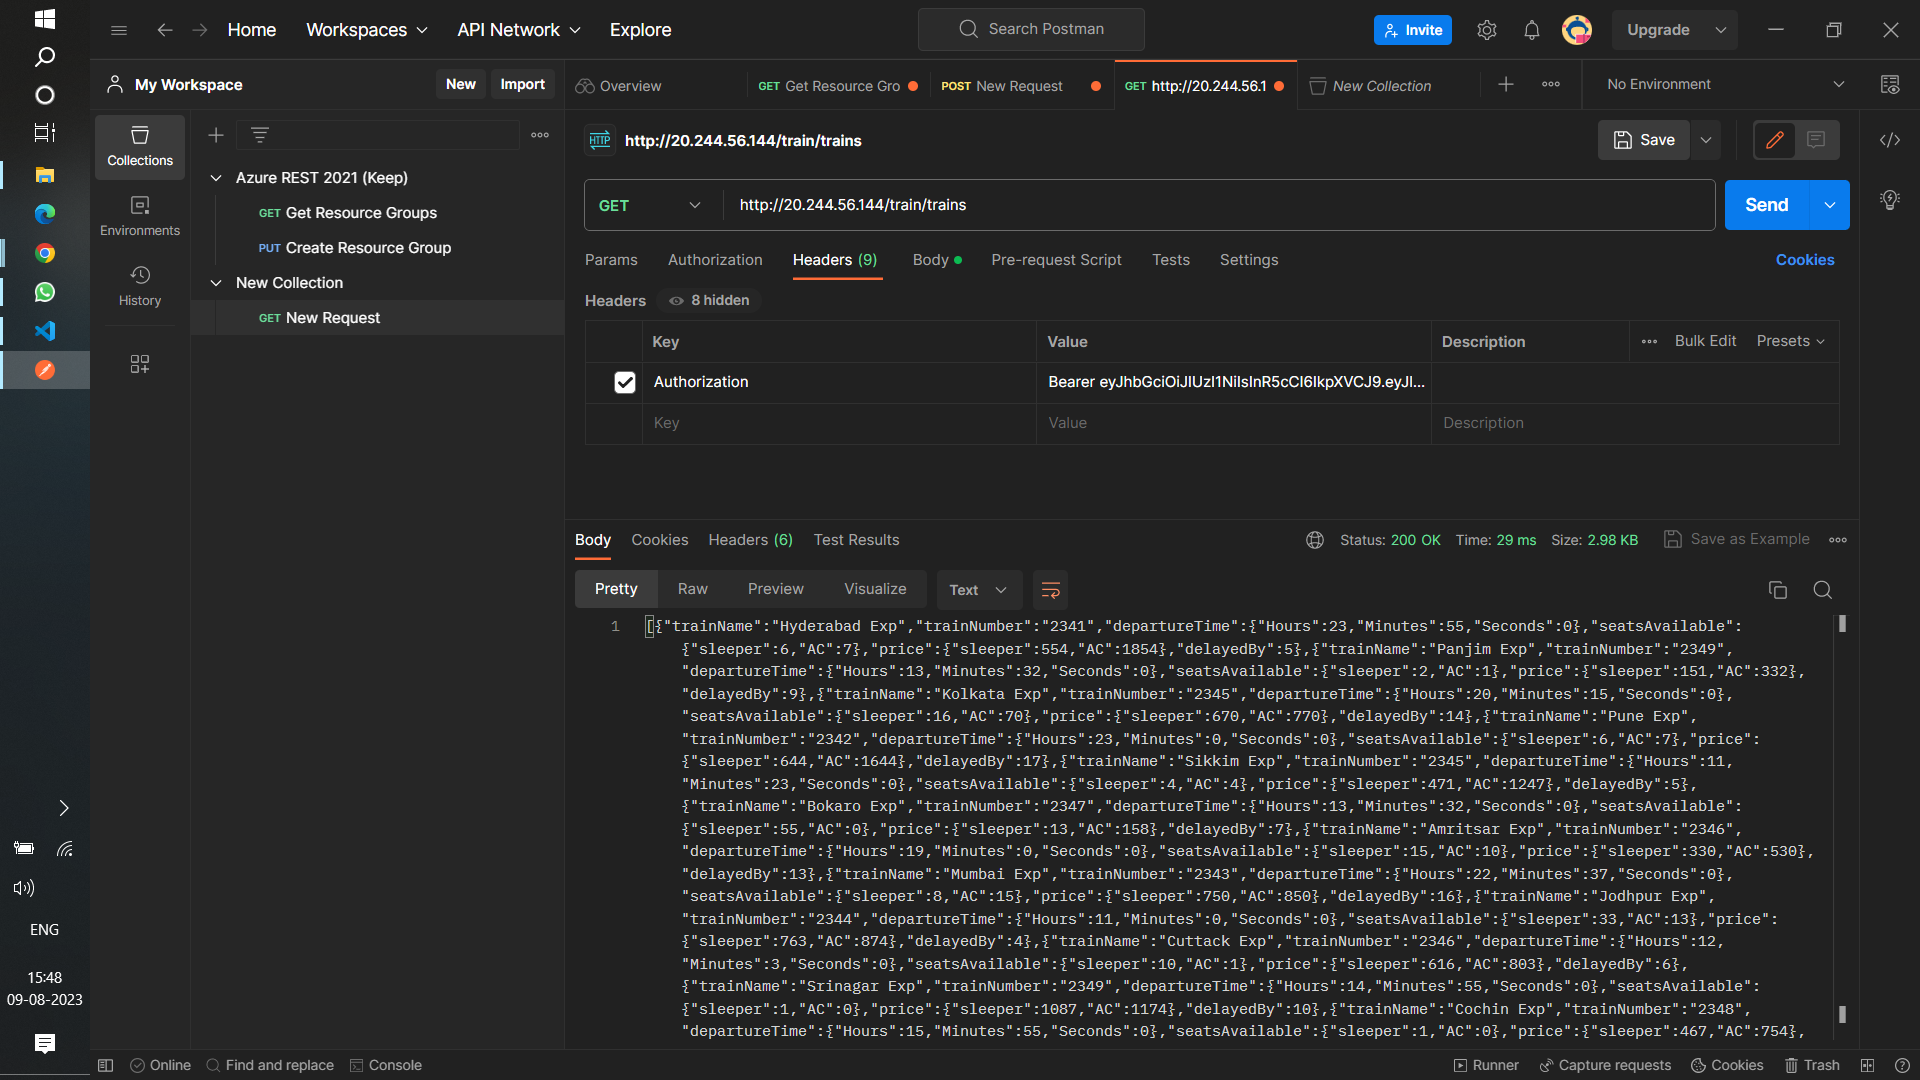 Home
Workspaces
API Network
Explore
Search Postman
Invite
Upgrade
My Workspace
New
Import
Overview
GET Get Resource Gro
POST New Request
GET http://20.244.56.1
New Collection
No Environment
Collections
Environments
History
Azure REST 2021 (Keep)
GET Get Resource Groups
PUT Create Resource Group
New Collection
GET New Request
HTTP
http://20.244.56.144/train/trains
Save
GET
http://20.244.56.144/train/trains
Send
Params
Authorization
Headers (9)
Body
Pre-request Script
Tests
Settings
Cookies
Headers
8 hidden
Key
Value
Description
Bulk Edit
Presets
Authorization
Bearer eyJhbGciOiJIUzI1NiIsInR5cCI6IkpXVCJ9.eyJl...
Key
Value
Description
Body
Cookies
Headers (6)
Test Results
Status: 200 OK
Time: 29 ms
Size: 2.98 KB
Save as Example
Pretty
Raw
Preview
Visualize
Text
1
[{"trainName":"Hyderabad Exp","trainNumber":"2341","departureTime":{"Hours":23,"Minutes":55,"Seconds":0},"seatsAvailable":
{"sleeper":6,"AC":7},"price":{"sleeper":554,"AC":1854},"delayedBy":5},{"trainName":"Panjim Exp","trainNumber":"2349",
"departureTime":{"Hours":13,"Minutes":32,"Seconds":0},"seatsAvailable":{"sleeper":2,"AC":1},"price":{"sleeper":151,"AC":332},
"delayedBy":9},{"trainName":"Kolkata Exp","trainNumber":"2345","departureTime":{"Hours":20,"Minutes":15,"Seconds":0},
"seatsAvailable":{"sleeper":16,"AC":70},"price":{"sleeper":670,"AC":770},"delayedBy":14},{"trainName":"Pune Exp",
"trainNumber":"2342","departureTime":{"Hours":23,"Minutes":0,"Seconds":0},"seatsAvailable":{"sleeper":6,"AC":7},"price":
{"sleeper":644,"AC":1644},"delayedBy":17},{"trainName":"Sikkim Exp","trainNumber":"2345","departureTime":{"Hours":11,
"Minutes":23,"Seconds":0},"seatsAvailable":{"sleeper":4,"AC":4},"price":{"sleeper":471,"AC":1247},"delayedBy":5},
{"trainName":"Bokaro Exp","trainNumber":"2347","departureTime":{"Hours":13,"Minutes":32,"Seconds":0},"seatsAvailable":
{"sleeper":55,"AC":0},"price":{"sleeper":13,"AC":158},"delayedBy":7},{"trainName":"Amritsar Exp","trainNumber":"2346",
"departureTime":{"Hours":19,"Minutes":0,"Seconds":0},"seatsAvailable":{"sleeper":15,"AC":10},"price":{"sleeper":330,"AC":530},
"delayedBy":13},{"trainName":"Mumbai Exp","trainNumber":"2343","departureTime":{"Hours":22,"Minutes":37,"Seconds":0},
"seatsAvailable":{"sleeper":8,"AC":15},"price":{"sleeper":750,"AC":850},"delayedBy":16},{"trainName":"Jodhpur Exp",
"trainNumber":"2344","departureTime":{"Hours":11,"Minutes":0,"Seconds":0},"seatsAvailable":{"sleeper":33,"AC":13},"price":
{"sleeper":763,"AC":874},"delayedBy":4},{"trainName":"Cuttack Exp","trainNumber":"2346","departureTime":{"Hours":12,
"Minutes":3,"Seconds":0},"seatsAvailable":{"sleeper":10,"AC":1},"price":{"sleeper":616,"AC":803},"delayedBy":6},
{"trainName":"Srinagar Exp","trainNumber":"2349","departureTime":{"Hours":14,"Minutes":55,"Seconds":0},"seatsAvailable":
{"sleeper":1,"AC":0},"price":{"sleeper":1087,"AC":1174},"delayedBy":10},{"trainName":"Cochin Exp","trainNumber":"2348",
"departureTime":{"Hours":15,"Minutes":55,"Seconds":0},"seatsAvailable":{"sleeper":1,"AC":0},"price":{"sleeper":467,"AC":754},
ENG
15:48
09-08-2023
Online
Find and replace
Console
Runner
Capture requests
Cookies
Trash